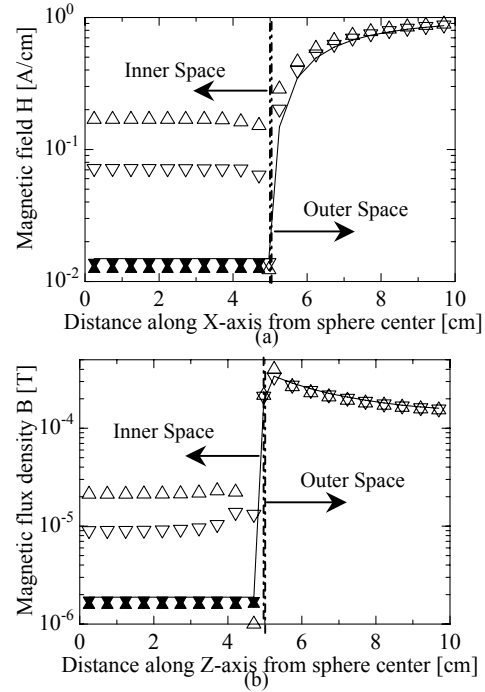 10^0
10^-1
10^-2
Magnetic field H [A/cm]
Inner Space
Outer Space
0 2 4 6 8 10
Distance along X-axis from sphere center [cm]
(a)
10^-4
10^-5
10^-6
Magnetic flux density B [T]
Inner Space
Outer Space
0 2 4 6 8 10
Distance along Z-axis from sphere center [cm]
(b)